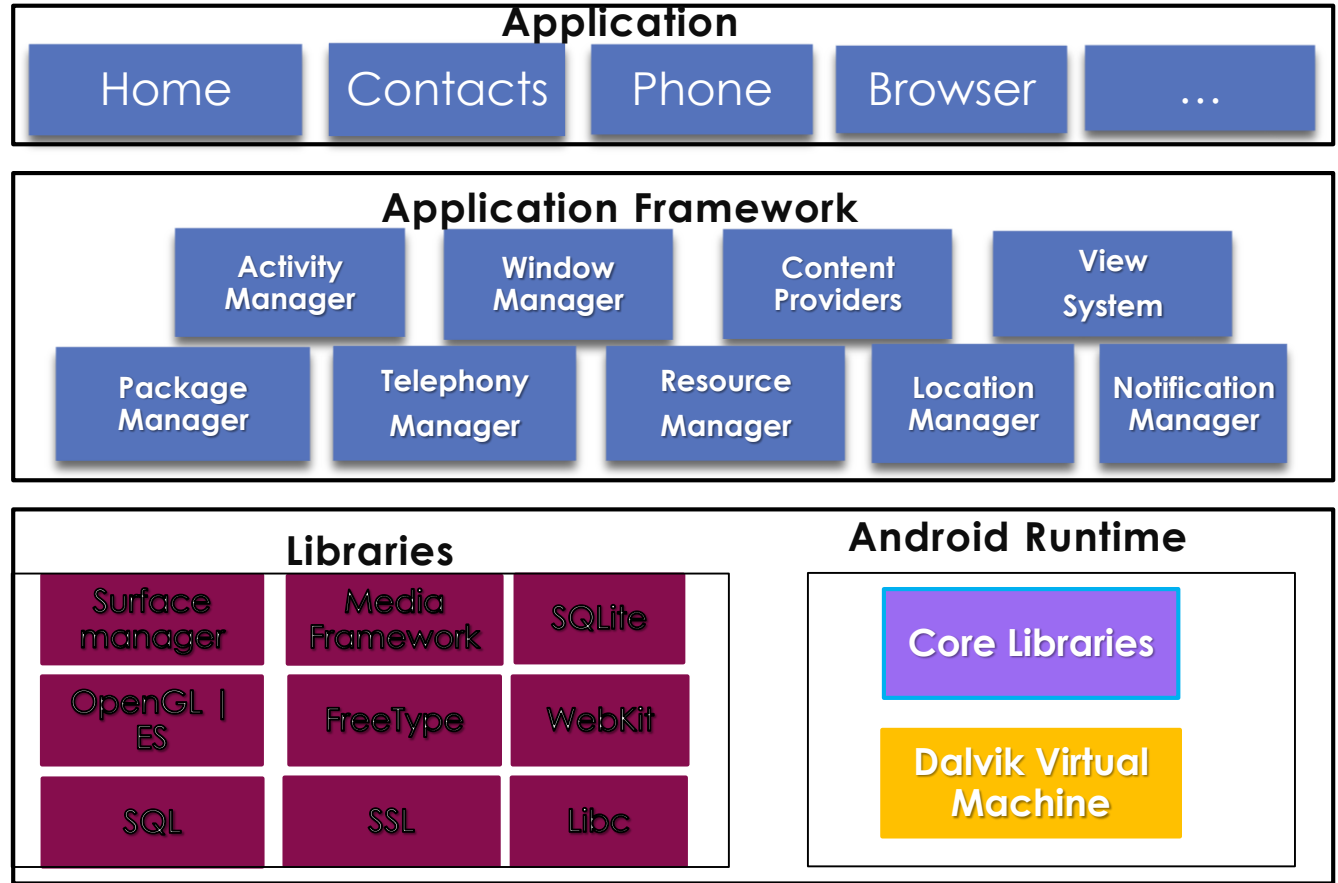 Application
Home
Contacts
Phone
Browser
...
Application Framework
Activity
Manager
Window
Manager
Content
Providers
View
System
Package
Manager
Telephony
Manager
Resource
Manager
Location
Manager
Notification
Manager
Libraries
Surface
manager
Media
Framework
SQLite
OpenGL |
ES
FreeType
WebKit
SQL
SSL
Libc
Android Runtime
Core Libraries
Dalvik Virtual
Machine